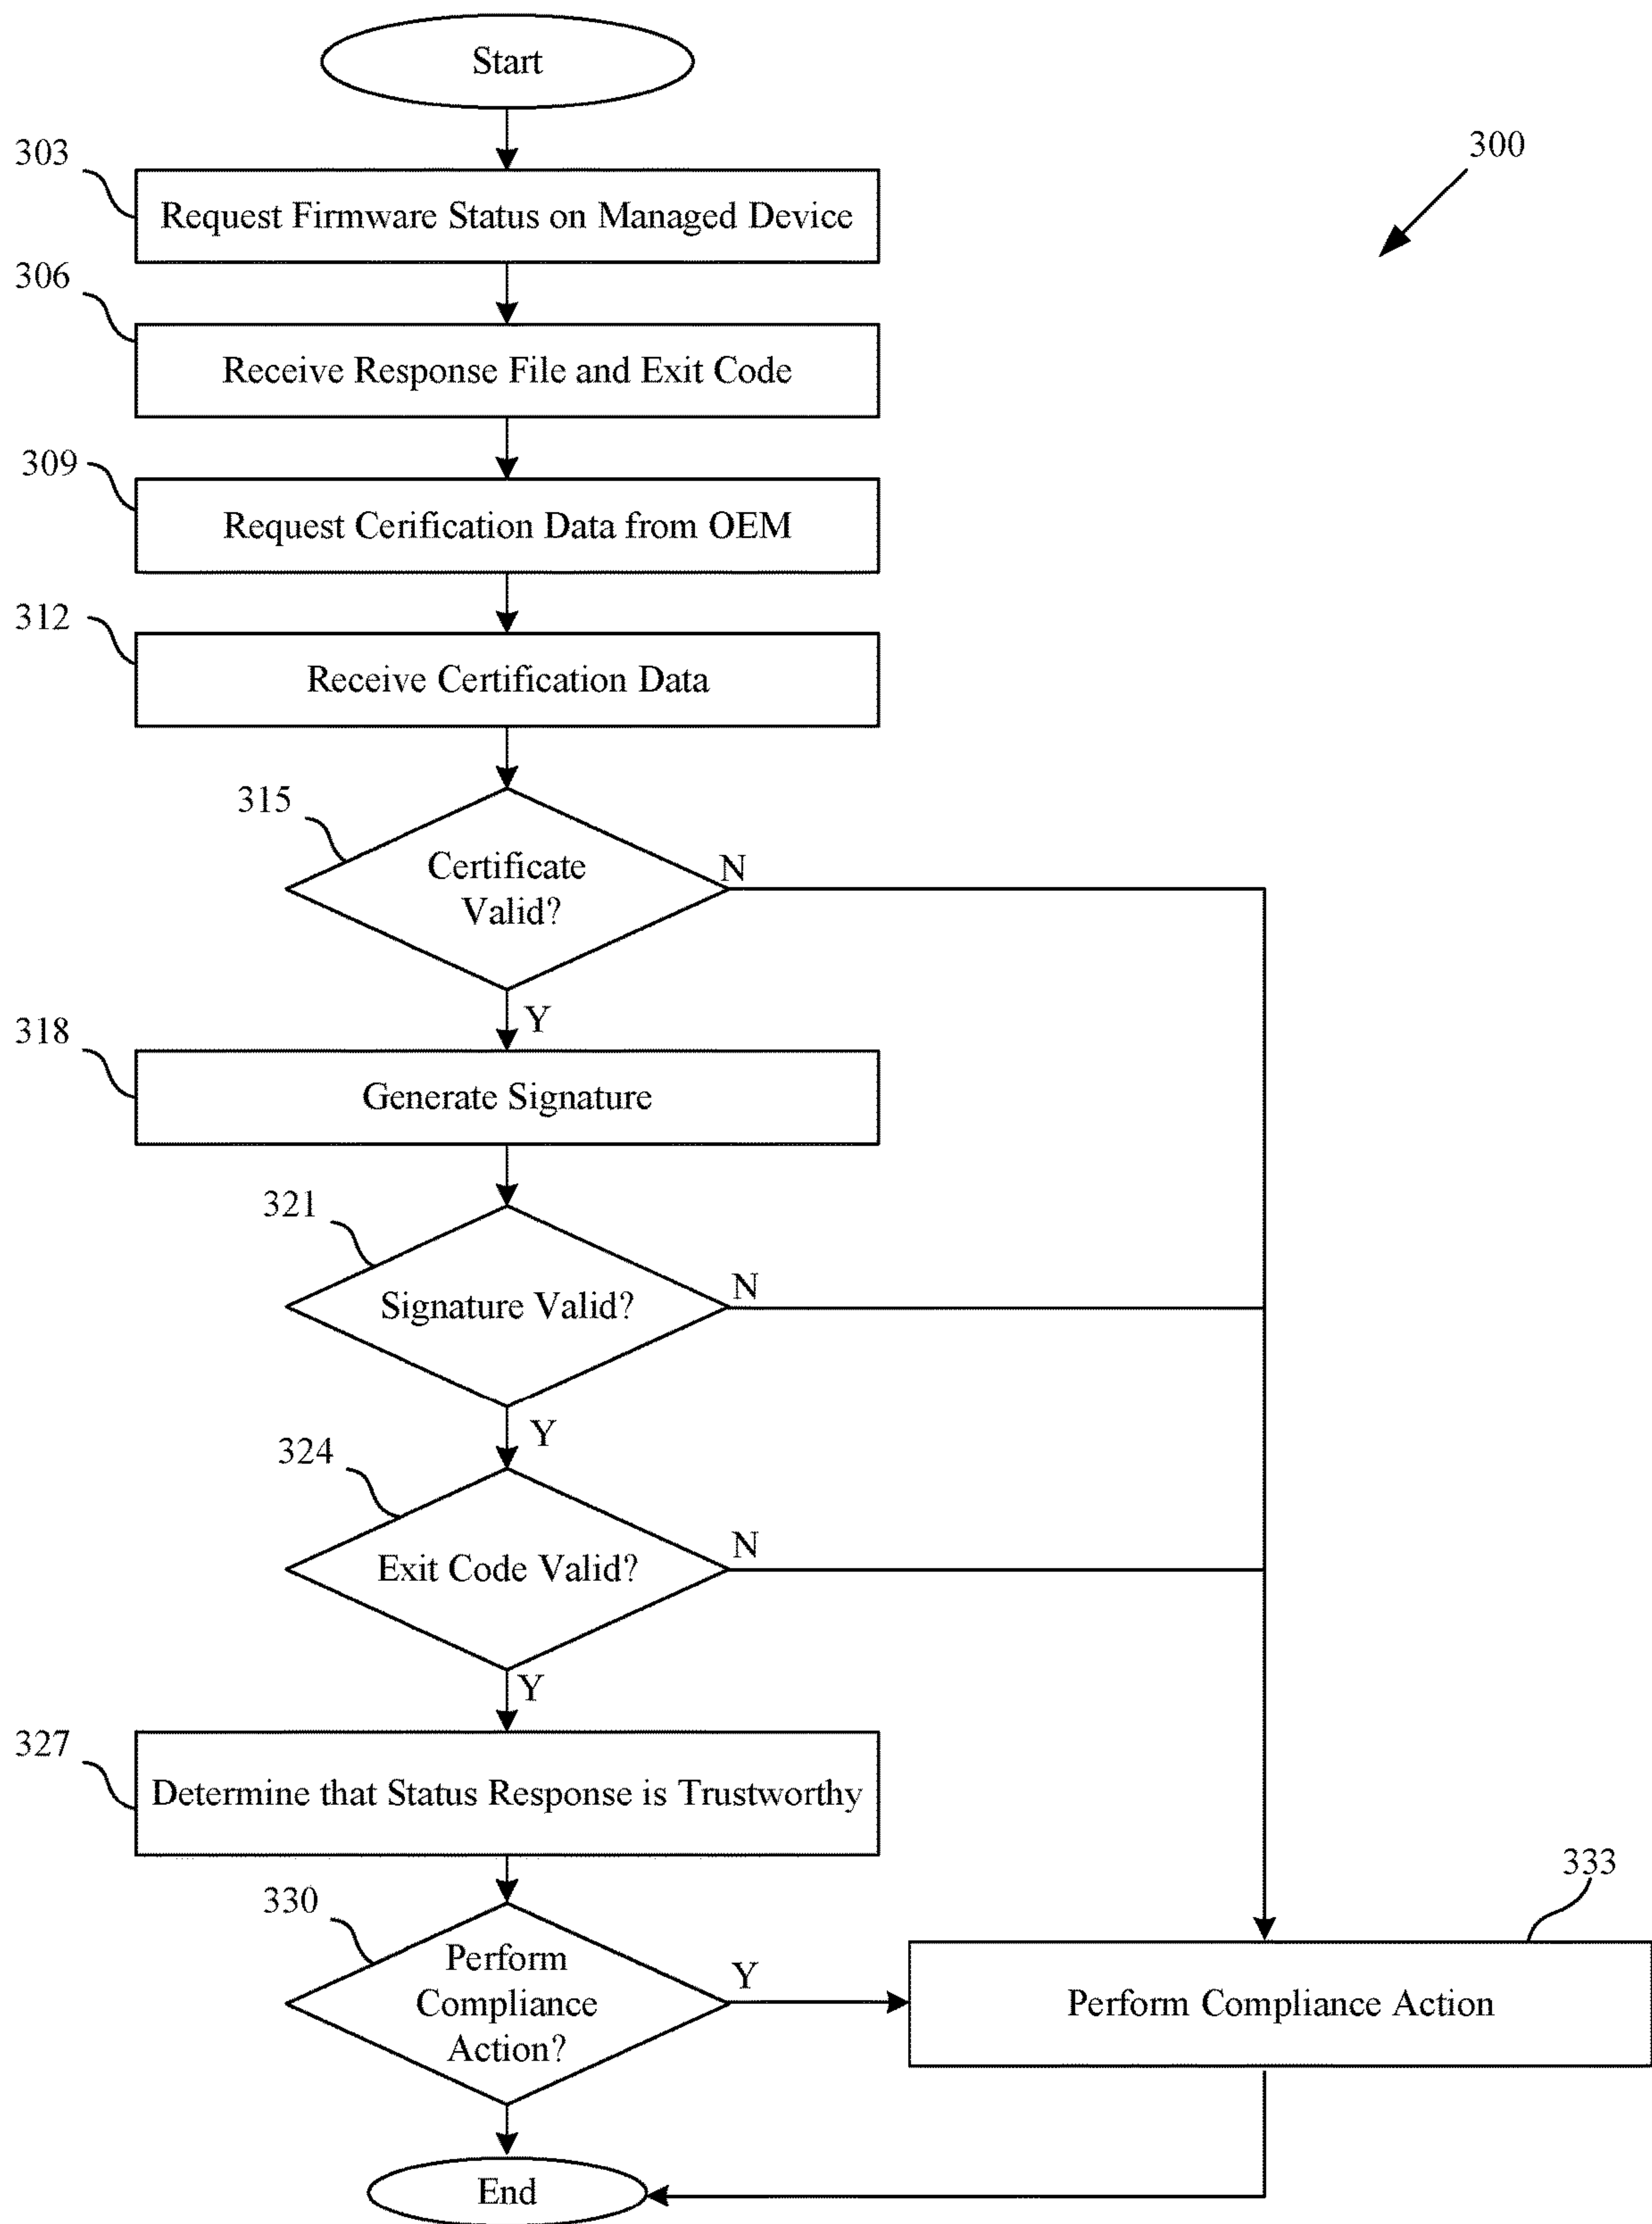 Start
300
303
Request Firmware Status on Managed Device
306
Receive Response File and Exit Code
309
Request Cerification Data from OEM
312
Receive Certification Data
315
Certificate
Valid?
N
Y
318
Generate Signature
321
Signature Valid?
N
Y
324
Exit Code Valid?
N
Y
327
Determine that Status Response is Trustworthy
330
Perform
Compliance
Action?
Y
333
Perform Compliance Action
End